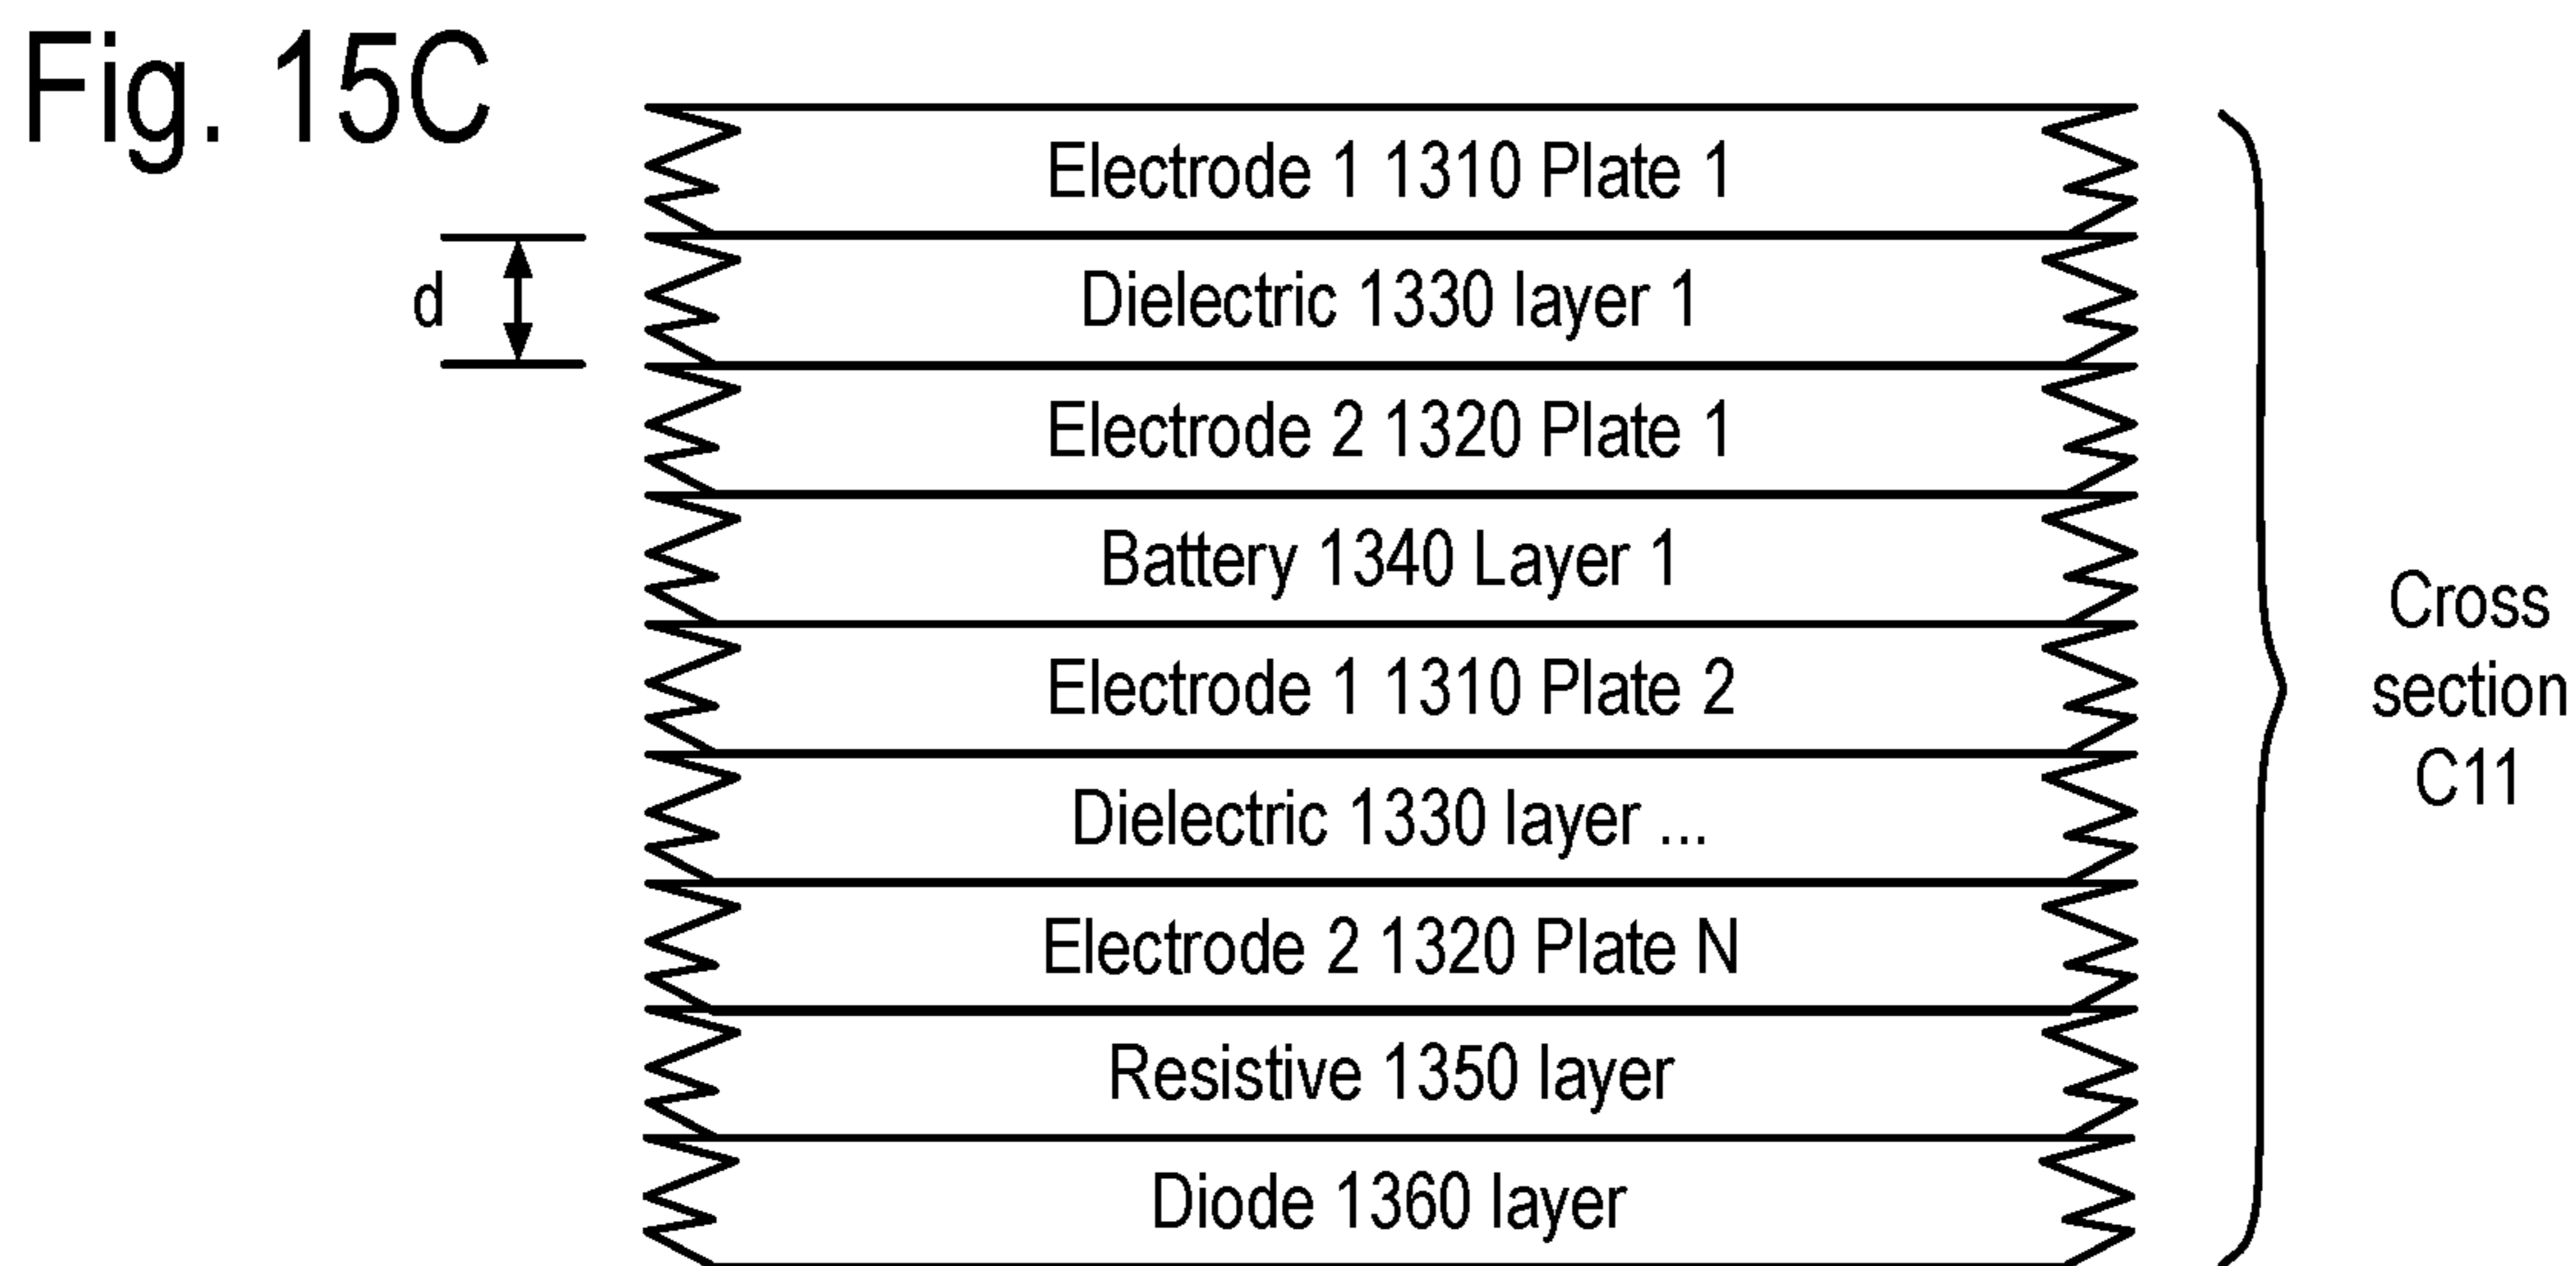 Fig. 15C
Electrode 1 1310 Plate 1
d
Dielectric 1330 layer 1
Electrode 2 1320 Plate 1
Battery 1340 Layer 1
Electrode 1 1310 Plate 2
Dielectric 1330 layer ...
Electrode 2 1320 Plate N
Resistive 1350 layer
Diode 1360 layer
Cross
section
C11